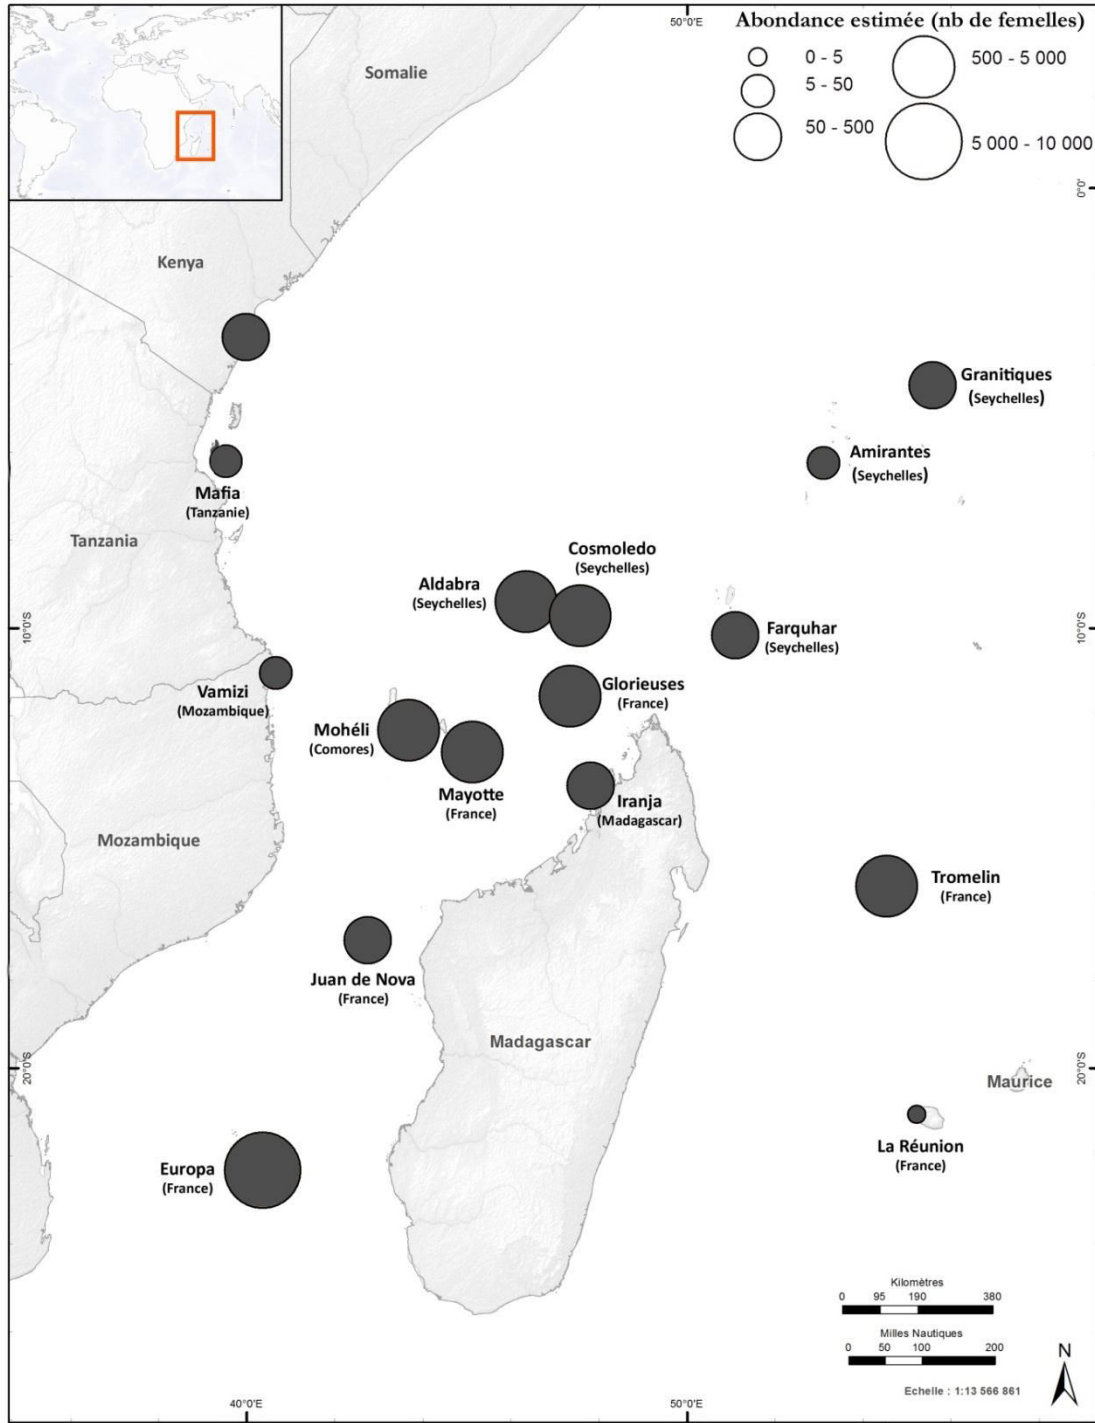 50°0'0"E
Abondance estimée (nb de femelles)
0 - 5
500 - 5 000
5 - 50
50 - 500
5 000 - 10 000
0°0'
Somalie
Kenya
Granitiques
(Seychelles)
Amirantes
(Seychelles)
Mafia
(Tanzanie)
Tanzania
Cosmoledo
(Seychelles)
Aldabra
(Seychelles)
10°0'S
10°0'S
Farquhar
(Seychelles)
Vamizi
(Mozambique)
Glorieuses
(France)
Mohéli
(Comores)
Mayotte
(France)
Iranja
(Madagascar)
Mozambique
Tromelin
(France)
Juan de Nova
(France)
Madagascar
20°0'S
20°0'S
Maurice
La Réunion
(France)
Europa
(France)
Kilomètres
0 95 190 380
Milles Nautiques
0 50 100 200
N
Echelle : 1:13 566 861
40°0'0"E
50°0'0"E